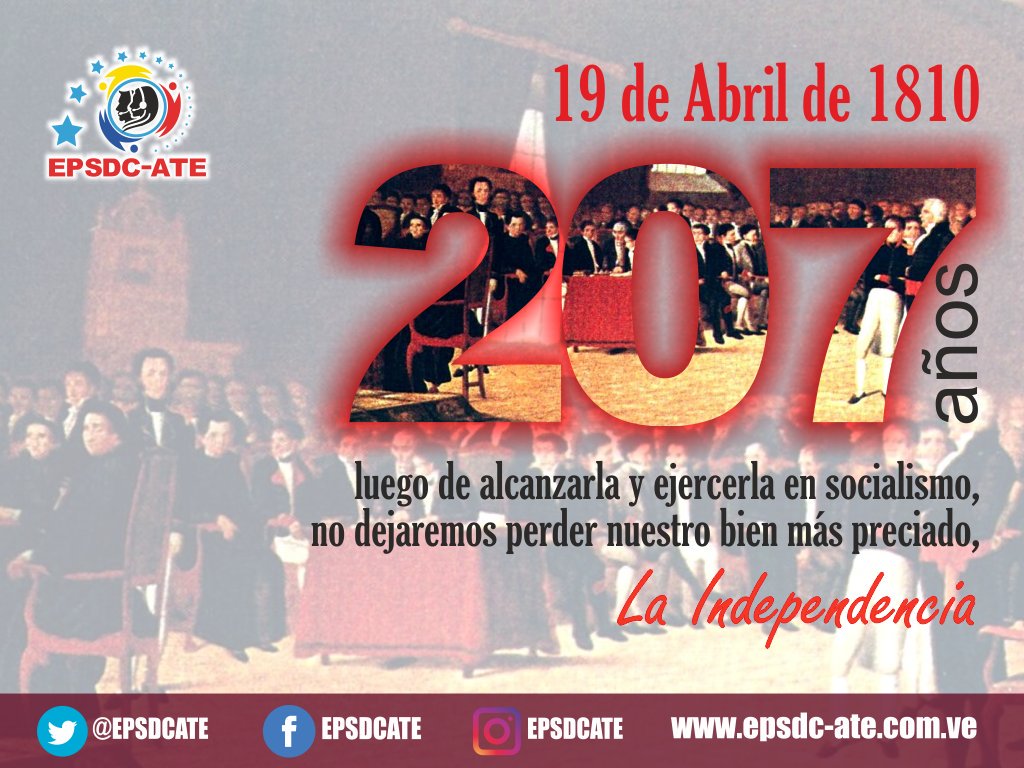 EPSDC-ATE
19 de Abril de 1810
207
años
luego de alcanzarla y ejercerla en socialismo,
no dejaremos perder nuestro bien más preciado,
La Independencia
@EPSDCATE
EPSDCATE
EPSDCATE
www.epsdc-ate.com.ve